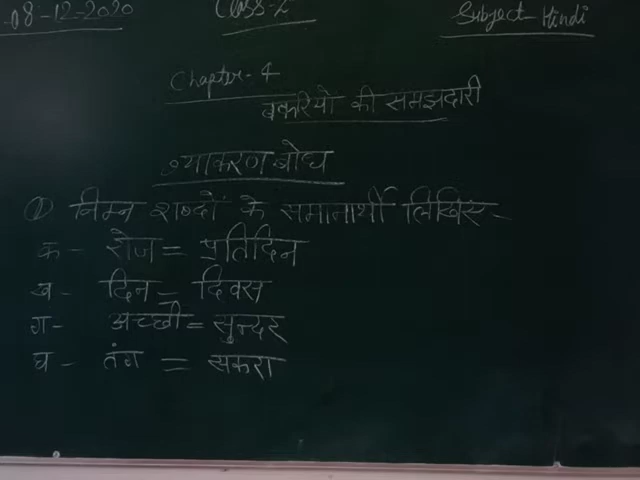 08-12-2020 Class-2 Subject-Hindi
Chapter-4
बकरियो की समझदारी
व्याकरण बोध
① निम्न शब्दों के समानार्थी लिखिए-
क- रोज = प्रतिदिन
ख- दिन = दिवस
ग- अच्छी = सुन्दर
घ- तंग = सकरा